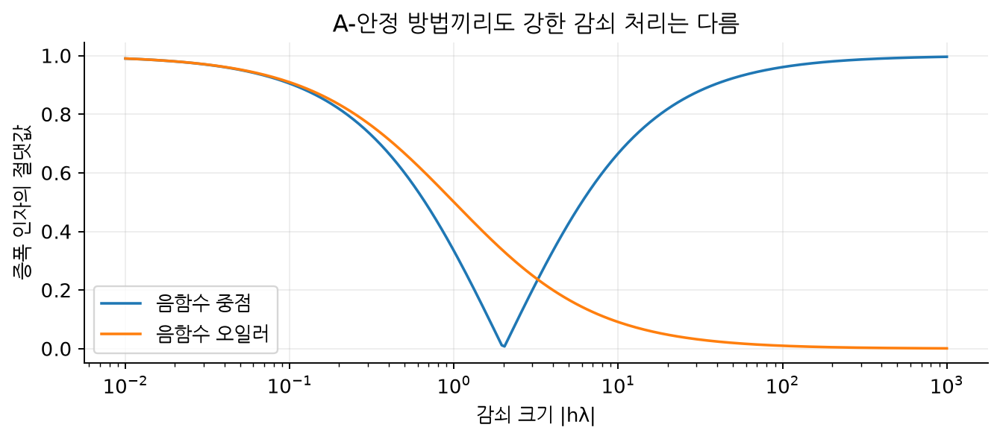 A-안정 방법끼리도 강한 감쇠 처리는 다름
증폭 인자의 절댓값
1.0
0.8
0.6
0.4
0.2
0.0
음함수 중점
음함수 오일러
10⁻² 10⁻¹ 10⁰ 10¹ 10² 10³
감쇠 크기 |hλ|